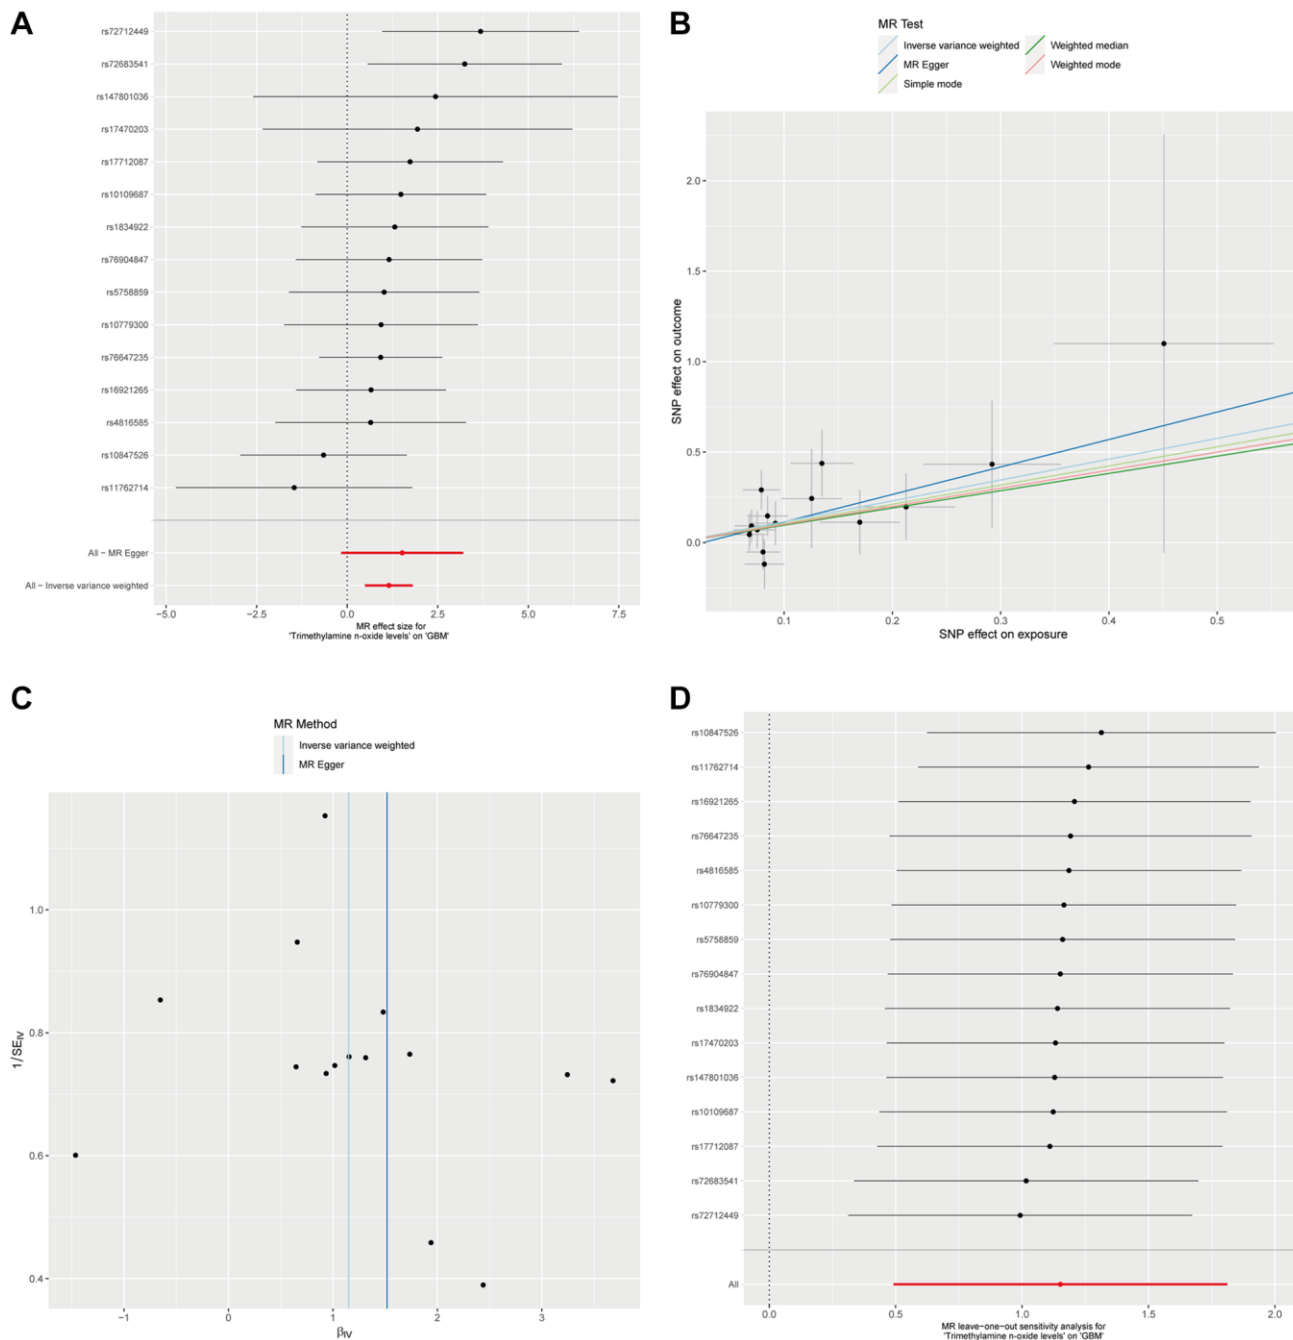 A
rs72712449
rs72683541
rs147801036
rs17470203
rs17712087
rs10109687
rs1834922
rs76904847
rs5758859
rs10779300
rs76647235
rs16921265
rs4816585
rs10847526
rs11762714
All − MR Egger
All − Inverse variance weighted
−5.0 −2.5 0.0 2.5 5.0 7.5
MR effect size for
'Trimethylamine n-oxide levels' on 'GBM'
B
MR Test
Inverse variance weighted Weighted median
MR Egger Weighted mode
Simple mode
SNP effect on outcome
2.0
1.5
1.0
0.5
0.0
0.1 0.2 0.3 0.4 0.5
SNP effect on exposure
C
MR Method
Inverse variance weighted
MR Egger
1/SEIV
1.0
0.8
0.6
0.4
−1 0 1 2 3
βIV
D
rs10847526
rs11762714
rs16921265
rs76647235
rs4816585
rs10779300
rs5758859
rs76904847
rs1834922
rs17470203
rs147801036
rs10109687
rs17712087
rs72683541
rs72712449
All
0.0 0.5 1.0 1.5 2.0
MR leave−one−out sensitivity analysis for
'Trimethylamine n-oxide levels' on 'GBM'